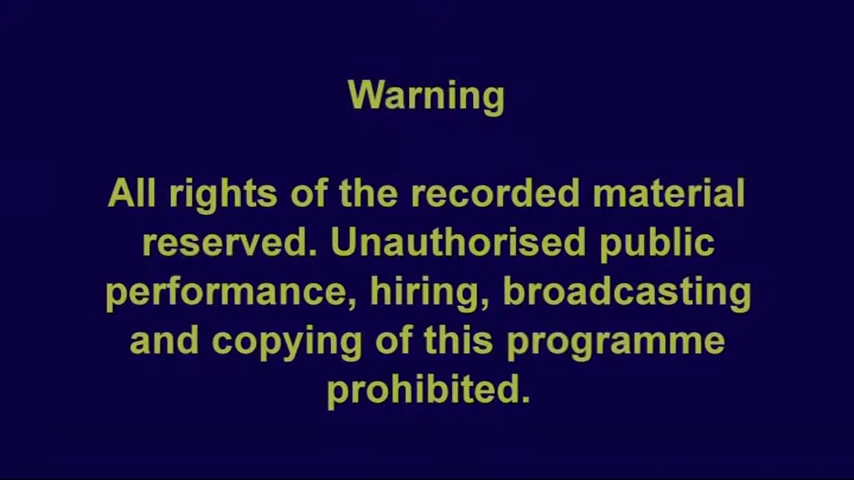 Warning
All rights of the recorded material
reserved. Unauthorised public
performance, hiring, broadcasting
and copying of this programme
prohibited.